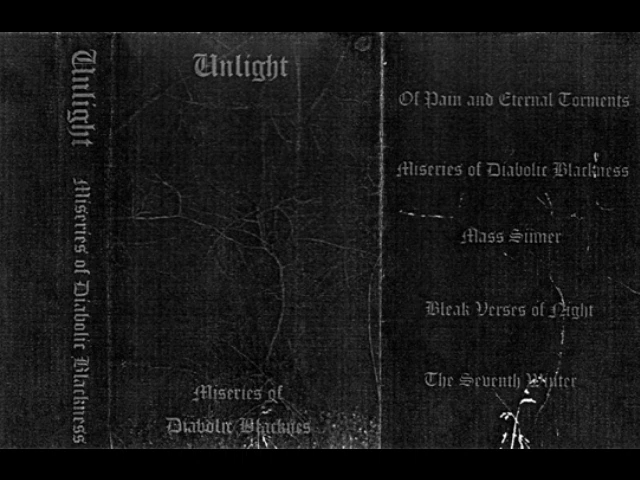 Unlight
Miseries of Diabolic Blackness
Unlight
Miseries of
Diabolic Blacknes
Of Pain and Eternal Torments
Miseries of Diabolic Blackness
Mass Sinner
Bleak Verses of Night
The Seventh Winter